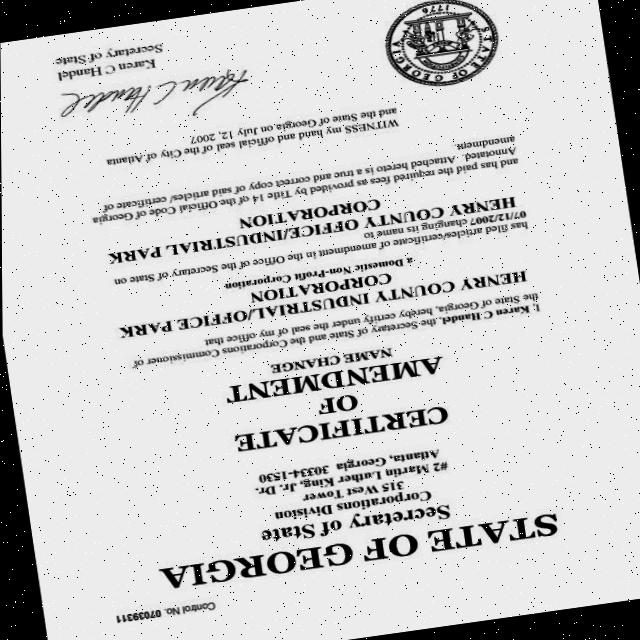 Control No. 07039311
STATE OF GEORGIA
Secretary of State
Corporations Division
315 West Tower
#2 Martin Luther King, Jr. Dr.
Atlanta, Georgia 30334-1530
CERTIFICATE
OF
AMENDMENT
NAME CHANGE
I, Karen C Handel, the Secretary of State and the Corporations Commissioner of
the State of Georgia, hereby certify under the seal of my office that
HENRY COUNTY INDUSTRIAL/OFFICE PARK
CORPORATION
a Domestic Non-Profit Corporation
has filed articles/certificate of amendment in the Office of the Secretary of State on
07/12/2007 changing its name to
HENRY COUNTY OFFICE/INDUSTRIAL PARK
CORPORATION
and has paid the required fees as provided by Title 14 of the Official Code of Georgia
Annotated. Attached hereto is a true and correct copy of said articles/ certificate of
amendment.
WITNESS my hand and official seal of the City of Atlanta
and the State of Georgia on July 12, 2007
STATE OF GEORGIA
1776
Karen C Handel
Karen C Handel
Secretary of State